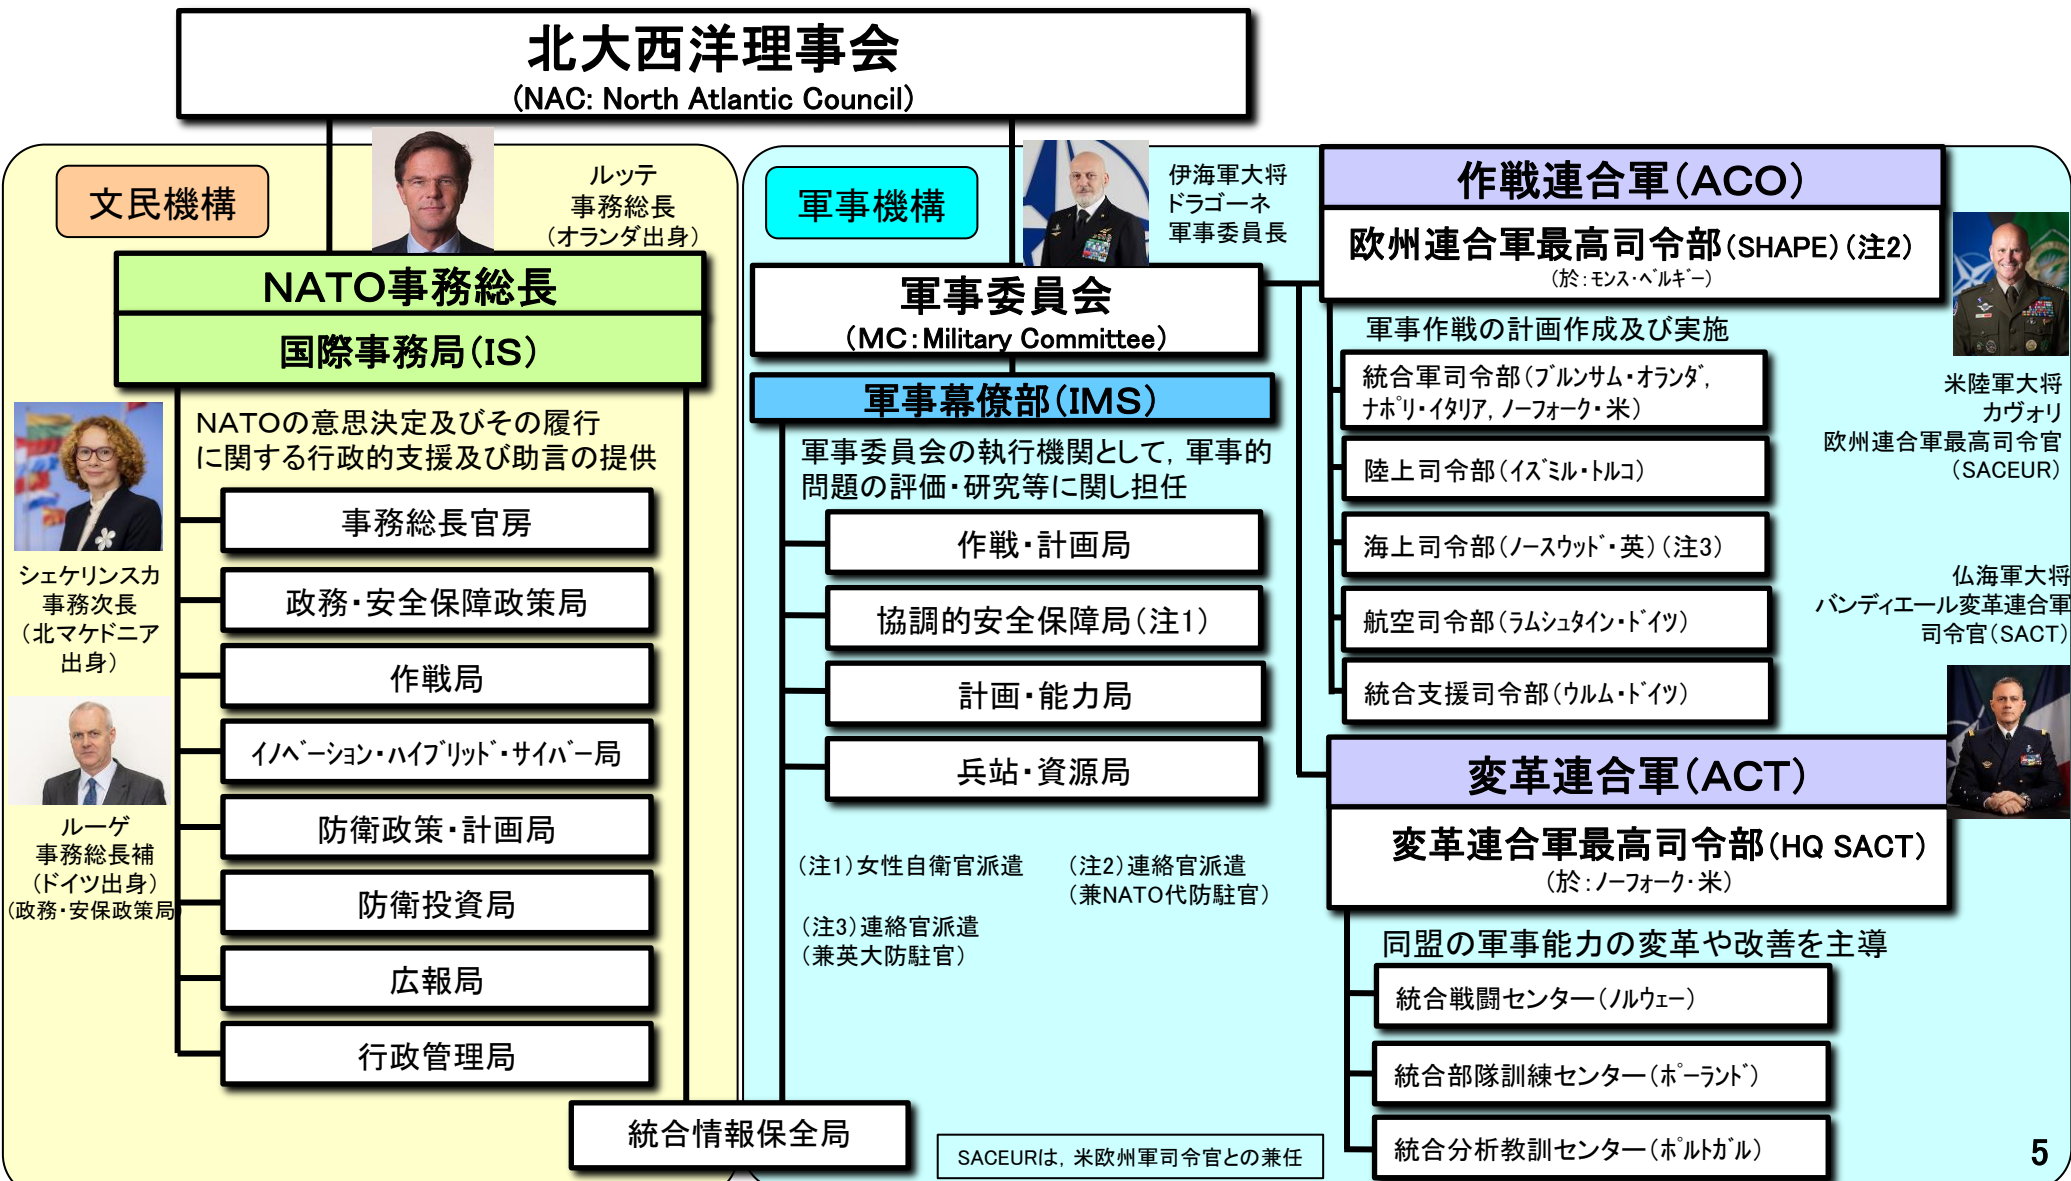 北大西洋理事会
(NAC: North Atlantic Council)
文民機構
ルッテ
事務総長
(オランダ出身)
NATO事務総長
国際事務局(IS)
NATOの意思決定及びその履行
に関する行政的支援及び助言の提供
シェケリンスカ
事務次長
(北マケドニア
出身)
ルーゲ
事務総長補
(ドイツ出身)
(政務・安保政策局)
事務総長官房
政務・安全保障政策局
作戦局
イノベーション・ハイブリッド・サイバー局
防衛政策・計画局
防衛投資局
広報局
行政管理局
統合情報保全局
軍事機構
伊海軍大将
ドラゴーネ
軍事委員長
軍事委員会
(MC:Military Committee)
軍事幕僚部(IMS)
軍事委員会の執行機関として,軍事的
問題の評価・研究等に関し担任
作戦・計画局
協調的安全保障局(注1)
計画・能力局
兵站・資源局
(注1)女性自衛官派遣
(注2)連絡官派遣
(兼NATO代防駐官)
(注3)連絡官派遣
(兼英大防駐官)
SACEURは,米欧州軍司令官との兼任
作戦連合軍(ACO)
欧州連合軍最高司令部(SHAPE)(注2)
(於:モンス・ベルギー)
軍事作戦の計画作成及び実施
統合軍司令部(ブルンサム・オランダ,
ナポリ・イタリア,ノーフォーク・米)
陸上司令部(イズミル・トルコ)
海上司令部(ノースウッド・英)(注3)
航空司令部(ラムシュタイン・ドイツ)
統合支援司令部(ウルム・ドイツ)
米陸軍大将
カヴォリ
欧州連合軍最高司令官
(SACEUR)
仏海軍大将
バンディエール変革連合軍
司令官(SACT)
変革連合軍(ACT)
変革連合軍最高司令部(HQ SACT)
(於:ノーフォーク・米)
同盟の軍事能力の変革や改善を主導
統合戦闘センター(ノルウェー)
統合部隊訓練センター(ポーランド)
統合分析教訓センター(ポルトガル)
5